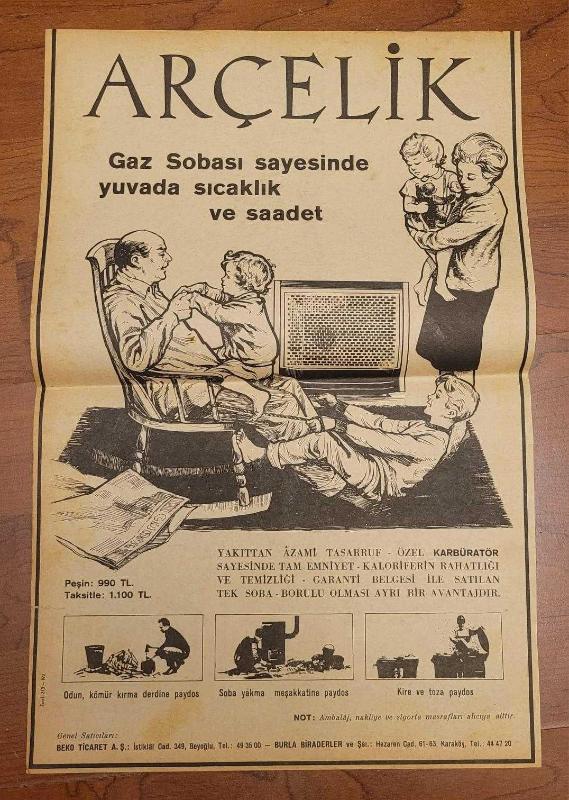 ARÇELİK
Gaz Sobası sayesinde
yuvada sıcaklık
ve saadet
YAKITTAN ÂZAMÎ TASARRUF - ÖZEL KARBÜRATÖR
SAYESİNDE TAM EMNİYET - KALORİFERİN RAHATLIĞI
VE TEMİZLİĞİ - GARANTİ BELGESİ İLE SATILAN
TEK SOBA - BORULU OLMASI AYRI BİR AVANTAJDIR.
Peşin: 990 TL.
Taksitle: 1.100 TL.
Odun, kömür kırma derdine paydos
Soba yakma meşakkatine paydos
Kire ve toza paydos
NOT: Ambalâj, nakliye ve sigorta masrafları alıcıya aittir.
Genel Satıcıları:
BEKO TİCARET A. Ş.: İstiklâl Cad. 349, Beyoğlu, Tel.: 49 35 00 - BURLA BİRADERLER ve Şsı.: Hezaren Cad. 61-63, Karaköy, Tel.: 44 47 20